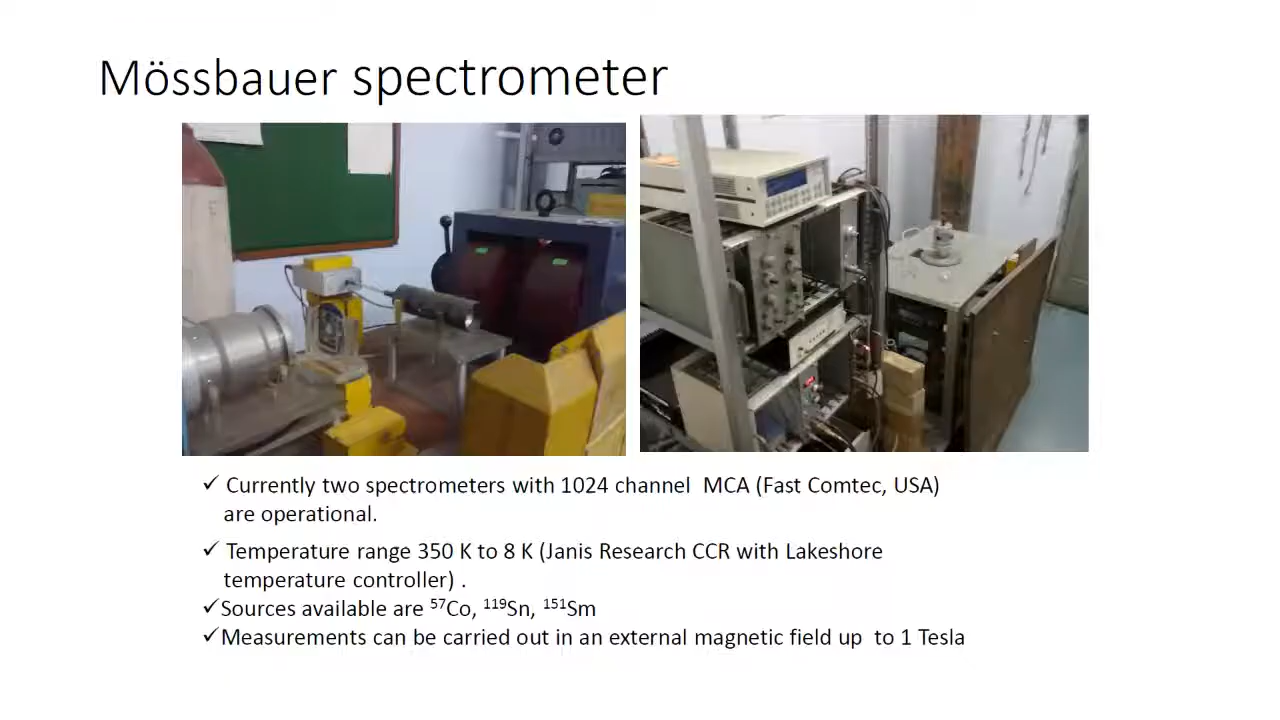 Mössbauer spectrometer
✓ Currently two spectrometers with 1024 channel MCA (Fast Comtec, USA)
are operational.
✓ Temperature range 350 K to 8 K (Janis Research CCR with Lakeshore
temperature controller) .
✓Sources available are ⁵⁷Co, ¹¹⁹Sn, ¹⁵¹Sm
✓Measurements can be carried out in an external magnetic field up to 1 Tesla